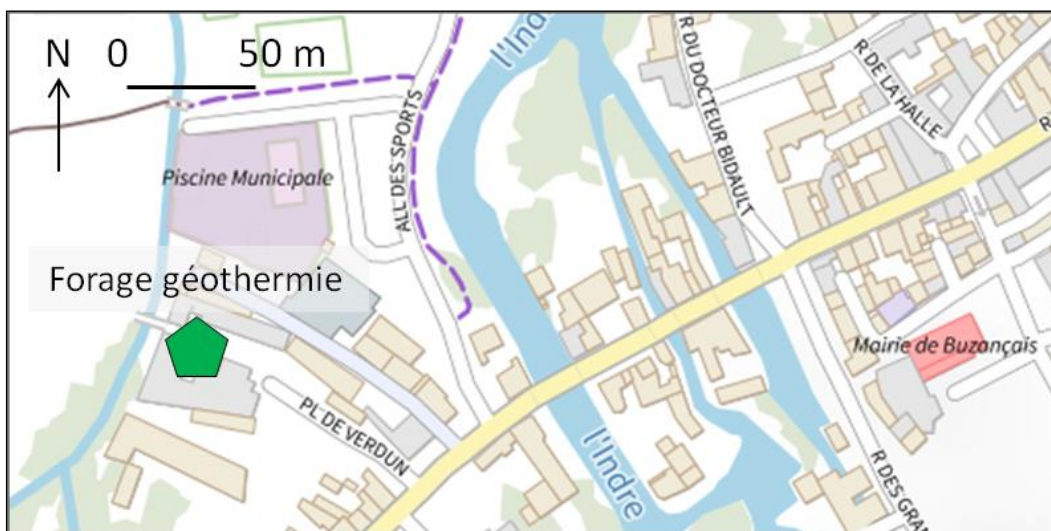 N 0 50 m
l'Indre
R DU DOCTEUR BIDAULT
R DE LA HALLE
ALL DES SPORTS
Piscine Municipale
Forage géothermie
Mairie de Buzançais
PL DE VERDUN
l'Indre
R DES GRAN
R